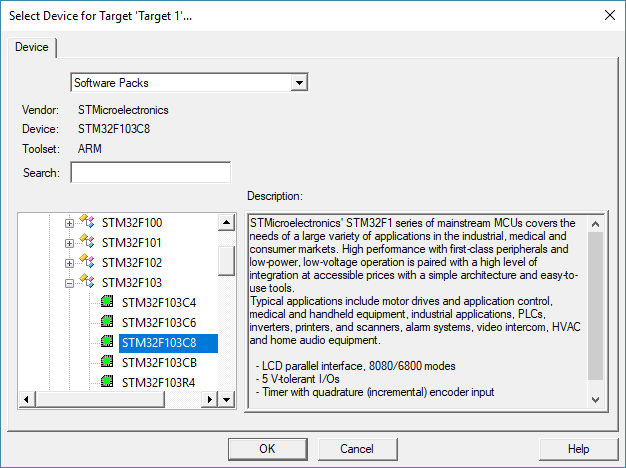 Select Device for Target 'Target 1'...
Device
Software Packs
Vendor: STMicroelectronics
Device: STM32F103C8
Toolset: ARM
Search:
Description:
STM32F100
STM32F101
STM32F102
STM32F103
STM32F103C4
STM32F103C6
STM32F103C8
STM32F103CB
STM32F103R4
STMicroelectronics' STM32F1 series of mainstream MCUs covers the
needs of a large variety of applications in the industrial, medical and
consumer markets. High performance with first-class peripherals and
low-power, low-voltage operation is paired with a high level of
integration at accessible prices with a simple architecture and easy-to-
use tools.
Typical applications include motor drives and application control,
medical and handheld equipment, industrial applications, PLCs,
inverters, printers, and scanners, alarm systems, video intercom, HVAC
and home audio equipment.
- LCD parallel interface, 8080/6800 modes
- 5 V-tolerant I/Os
- Timer with quadrature (incremental) encoder input
OK
Cancel
Help